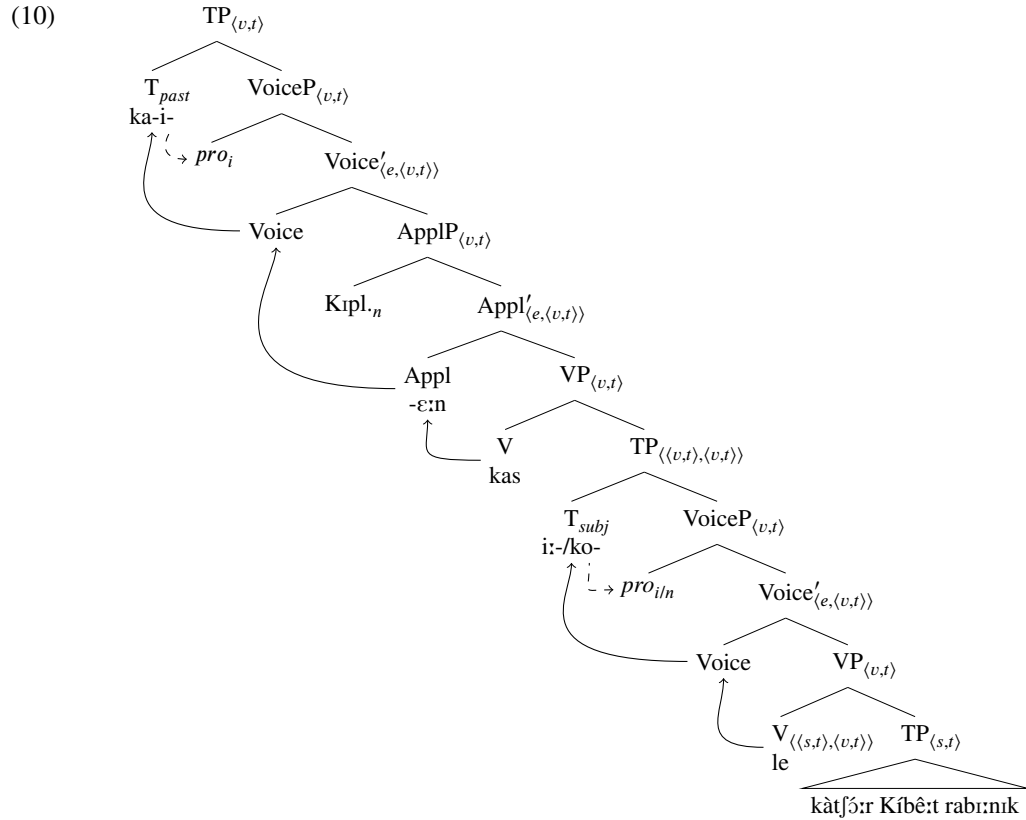 (10)
TP⟨v,t⟩
T_past VoiceP⟨v,t⟩
ka-i-
pro_i Voice′⟨e,⟨v,t⟩⟩
Voice ApplP⟨v,t⟩
Kɪpl._n Appl′⟨e,⟨v,t⟩⟩
Appl VP⟨v,t⟩
-ɛːn
V TP⟨⟨v,t⟩,⟨v,t⟩⟩
kas
T_subj VoiceP⟨v,t⟩
iː-/ko-
pro_i/n Voice′⟨e,⟨v,t⟩⟩
Voice VP⟨v,t⟩
V⟨⟨s,t⟩,⟨v,t⟩⟩ TP⟨s,t⟩
le
kàtʃɔ́ːr Kíbêːt rabɪːnɪk